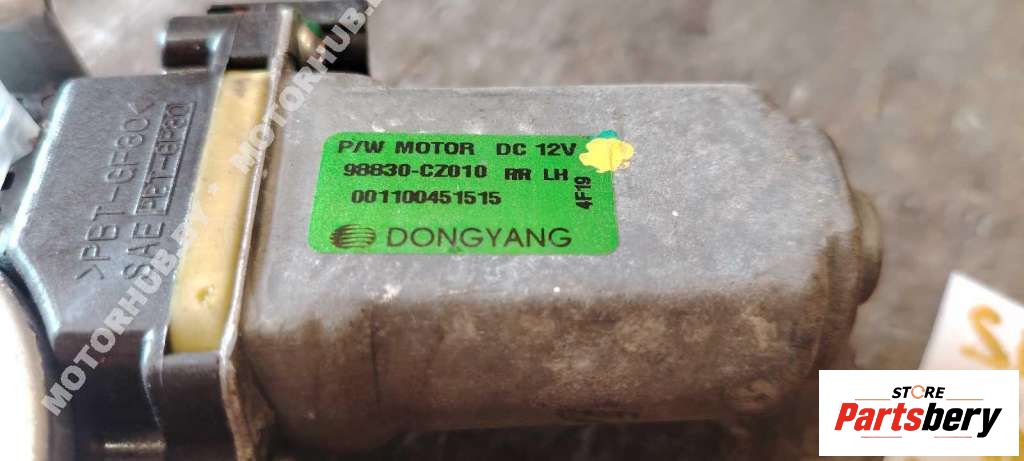 P/W MOTOR DC 12V
98830-CZ010 RR LH
001100451515
4F19
DONGYANG
>PBT-GF30<
SAE PBT-GF30
MOTORHUB.BY
MOTORHUB.BY
STORE
Partsbery